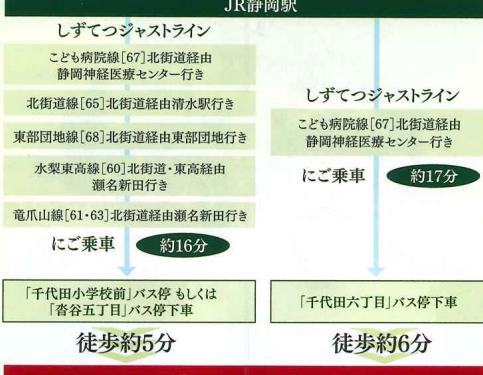 JR静岡駅
しずてつジャストライン
こども病院線[67]北街道経由
静岡神経医療センター行き
北街道線[65]北街道経由清水駅行き
東部団地線[68]北街道経由東部団地行き
水梨東高線[60]北街道・東高経由
瀬名新田行き
竜爪山線[61・63]北街道経由瀬名新田行き
にご乗車 約16分
「千代田小学校前」バス停 もしくは
「沓谷五丁目」バス停下車
徒歩約5分
しずてつジャストライン
こども病院線[67]北街道経由
静岡神経医療センター行き
にご乗車 約17分
「千代田六丁目」バス停下車
徒歩約6分